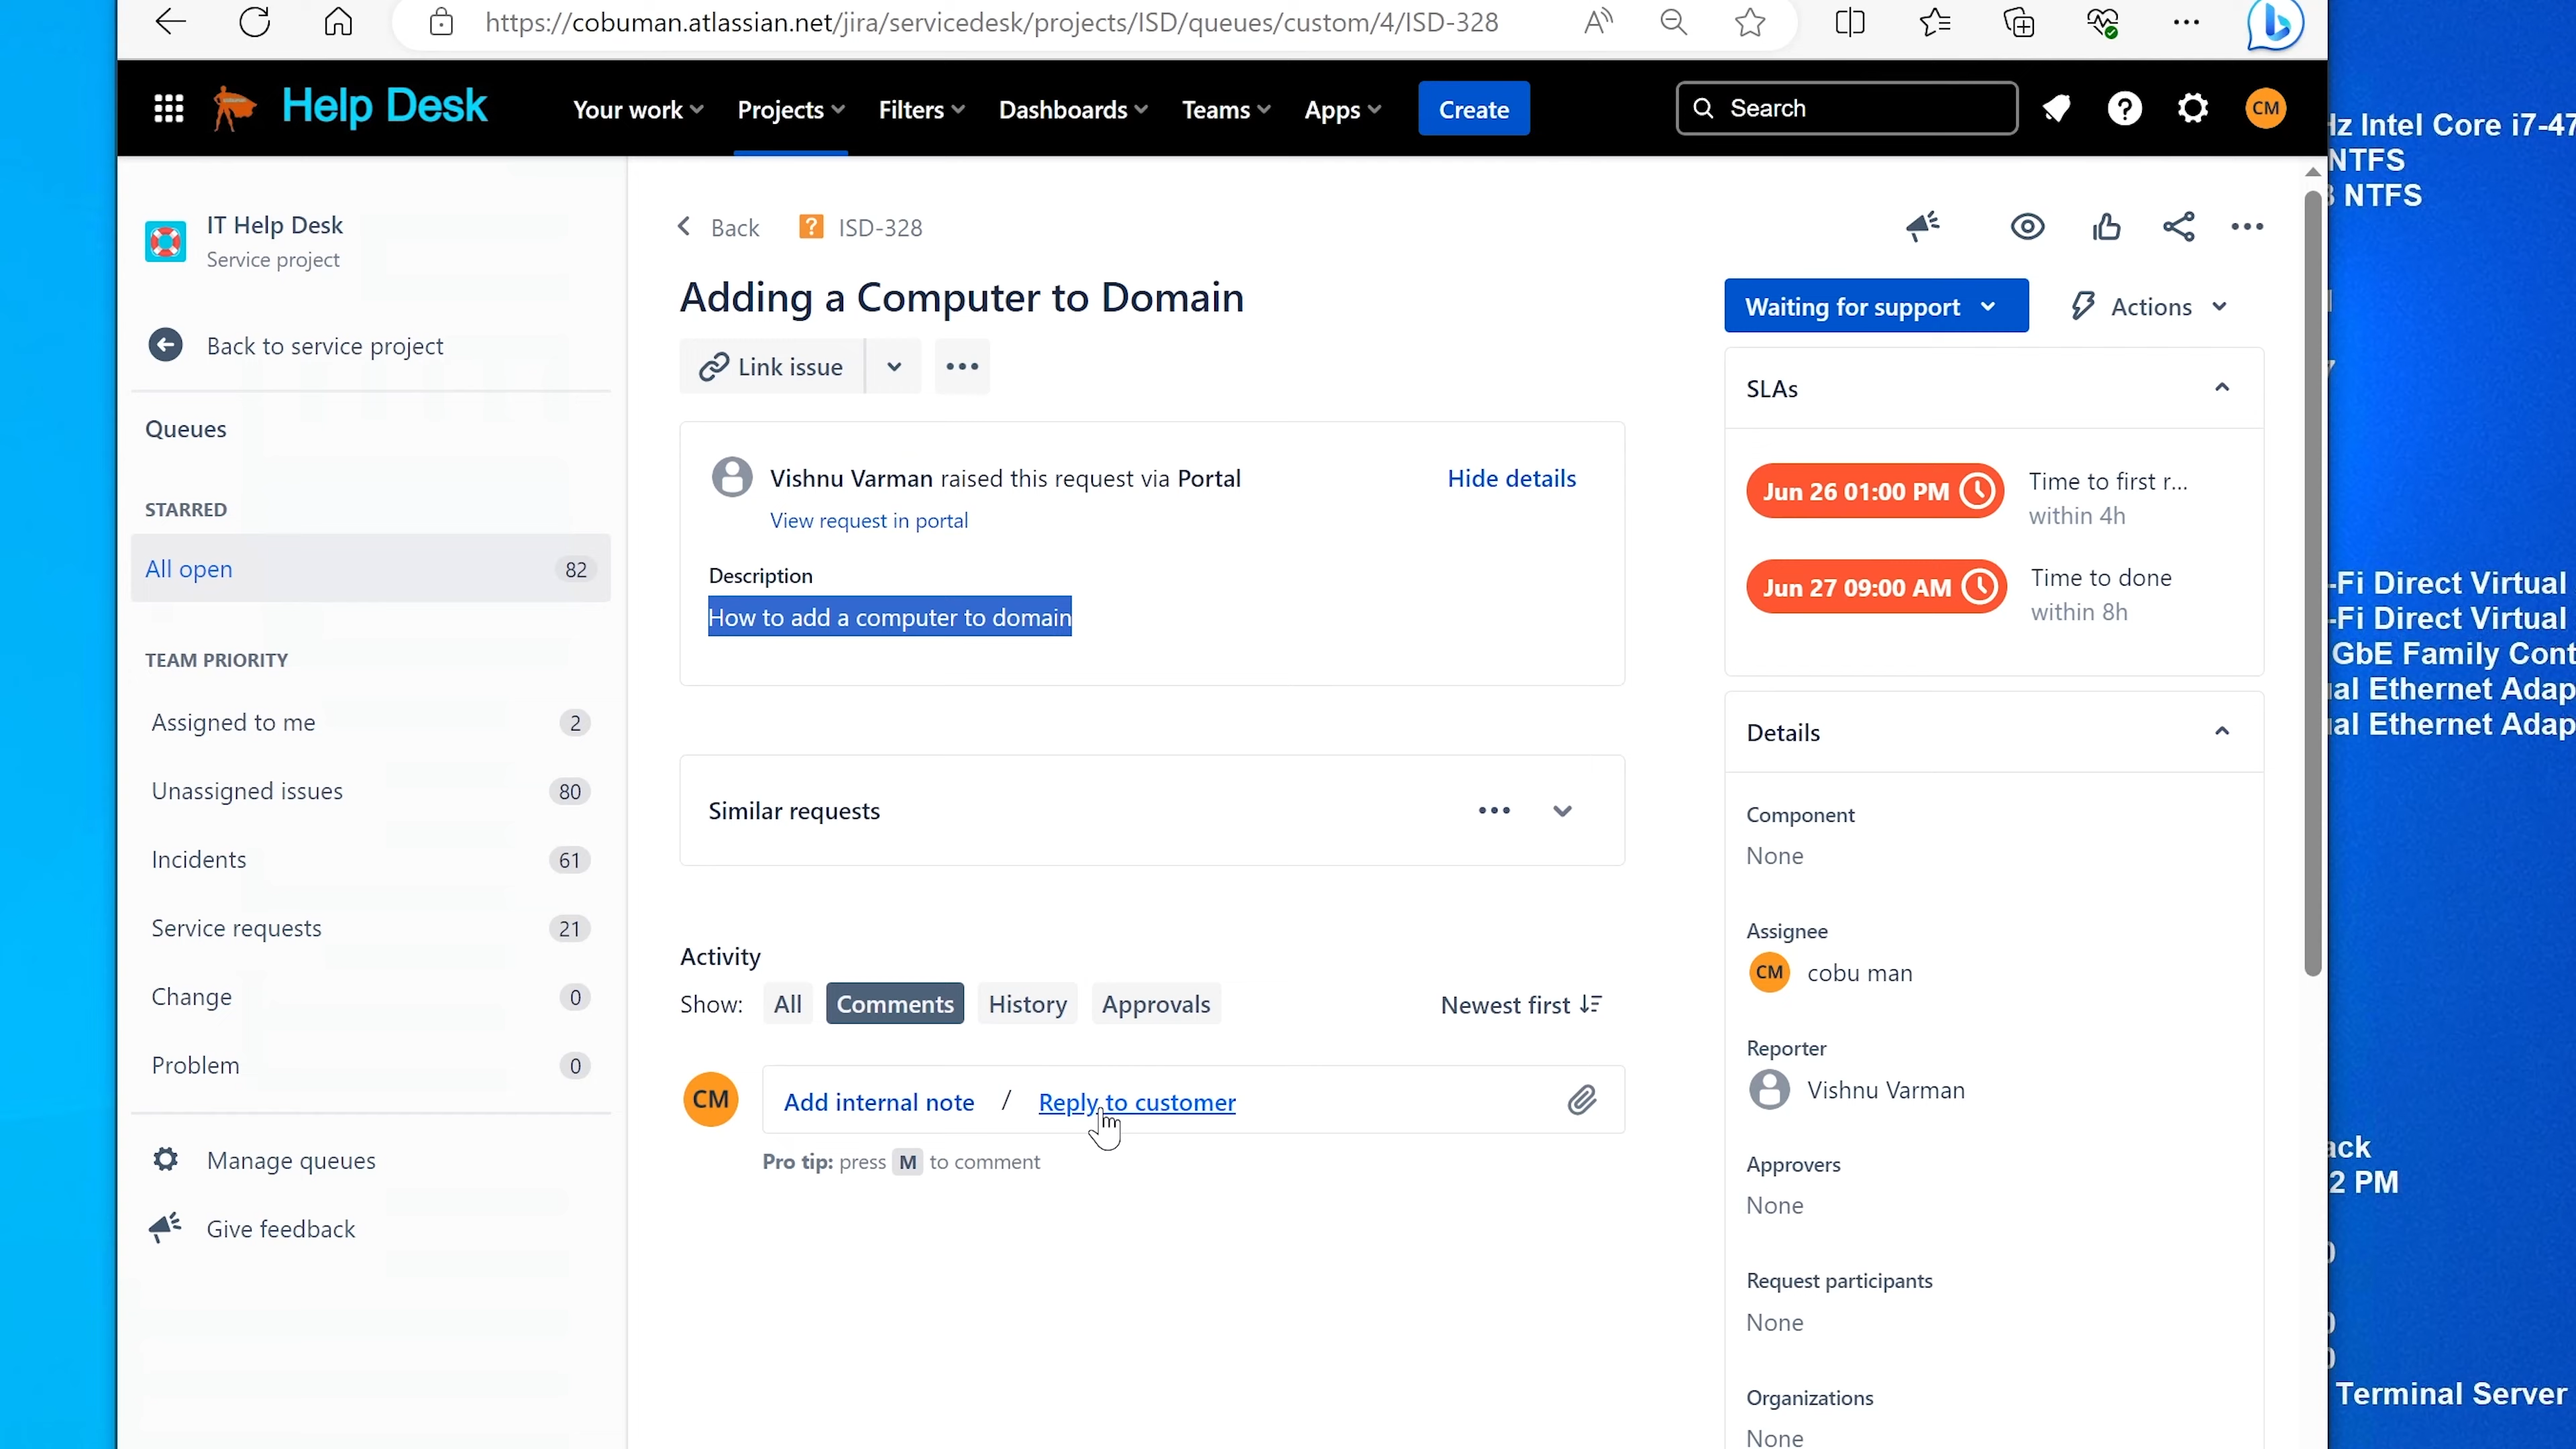 https://cobuman.atlassian.net/jira/servicedesk/projects/ISD/queues/custom/4/ISD-328
Help Desk
Your work
Projects
Filters
Dashboards
Teams
Apps
Create
Search
CM
IT Help Desk
Service project
Back to service project
Queues
STARRED
All open 82
TEAM PRIORITY
Assigned to me 2
Unassigned issues 80
Incidents 61
Service requests 21
Change 0
Problem 0
Manage queues
Give feedback
Back
ISD-328
Adding a Computer to Domain
Link issue
Vishnu Varman raised this request via Portal
Hide details
View request in portal
Description
How to add a computer to domain
Similar requests
Activity
Show: All Comments History Approvals
Newest first
CM
Add internal note / Reply to customer
Pro tip: press M to comment
Waiting for support
Actions
SLAs
Jun 26 01:00 PM
Time to first r...
within 4h
Jun 27 09:00 AM
Time to done
within 8h
Details
Component
None
Assignee
CM cobu man
Reporter
Vishnu Varman
Approvers
None
Request participants
None
Organizations
None
Hz Intel Core i7-47
NTFS
NTFS
-Fi Direct Virtual
-Fi Direct Virtual
GbE Family Cont
ual Ethernet Adap
ual Ethernet Adap
ack
2 PM
Terminal Server